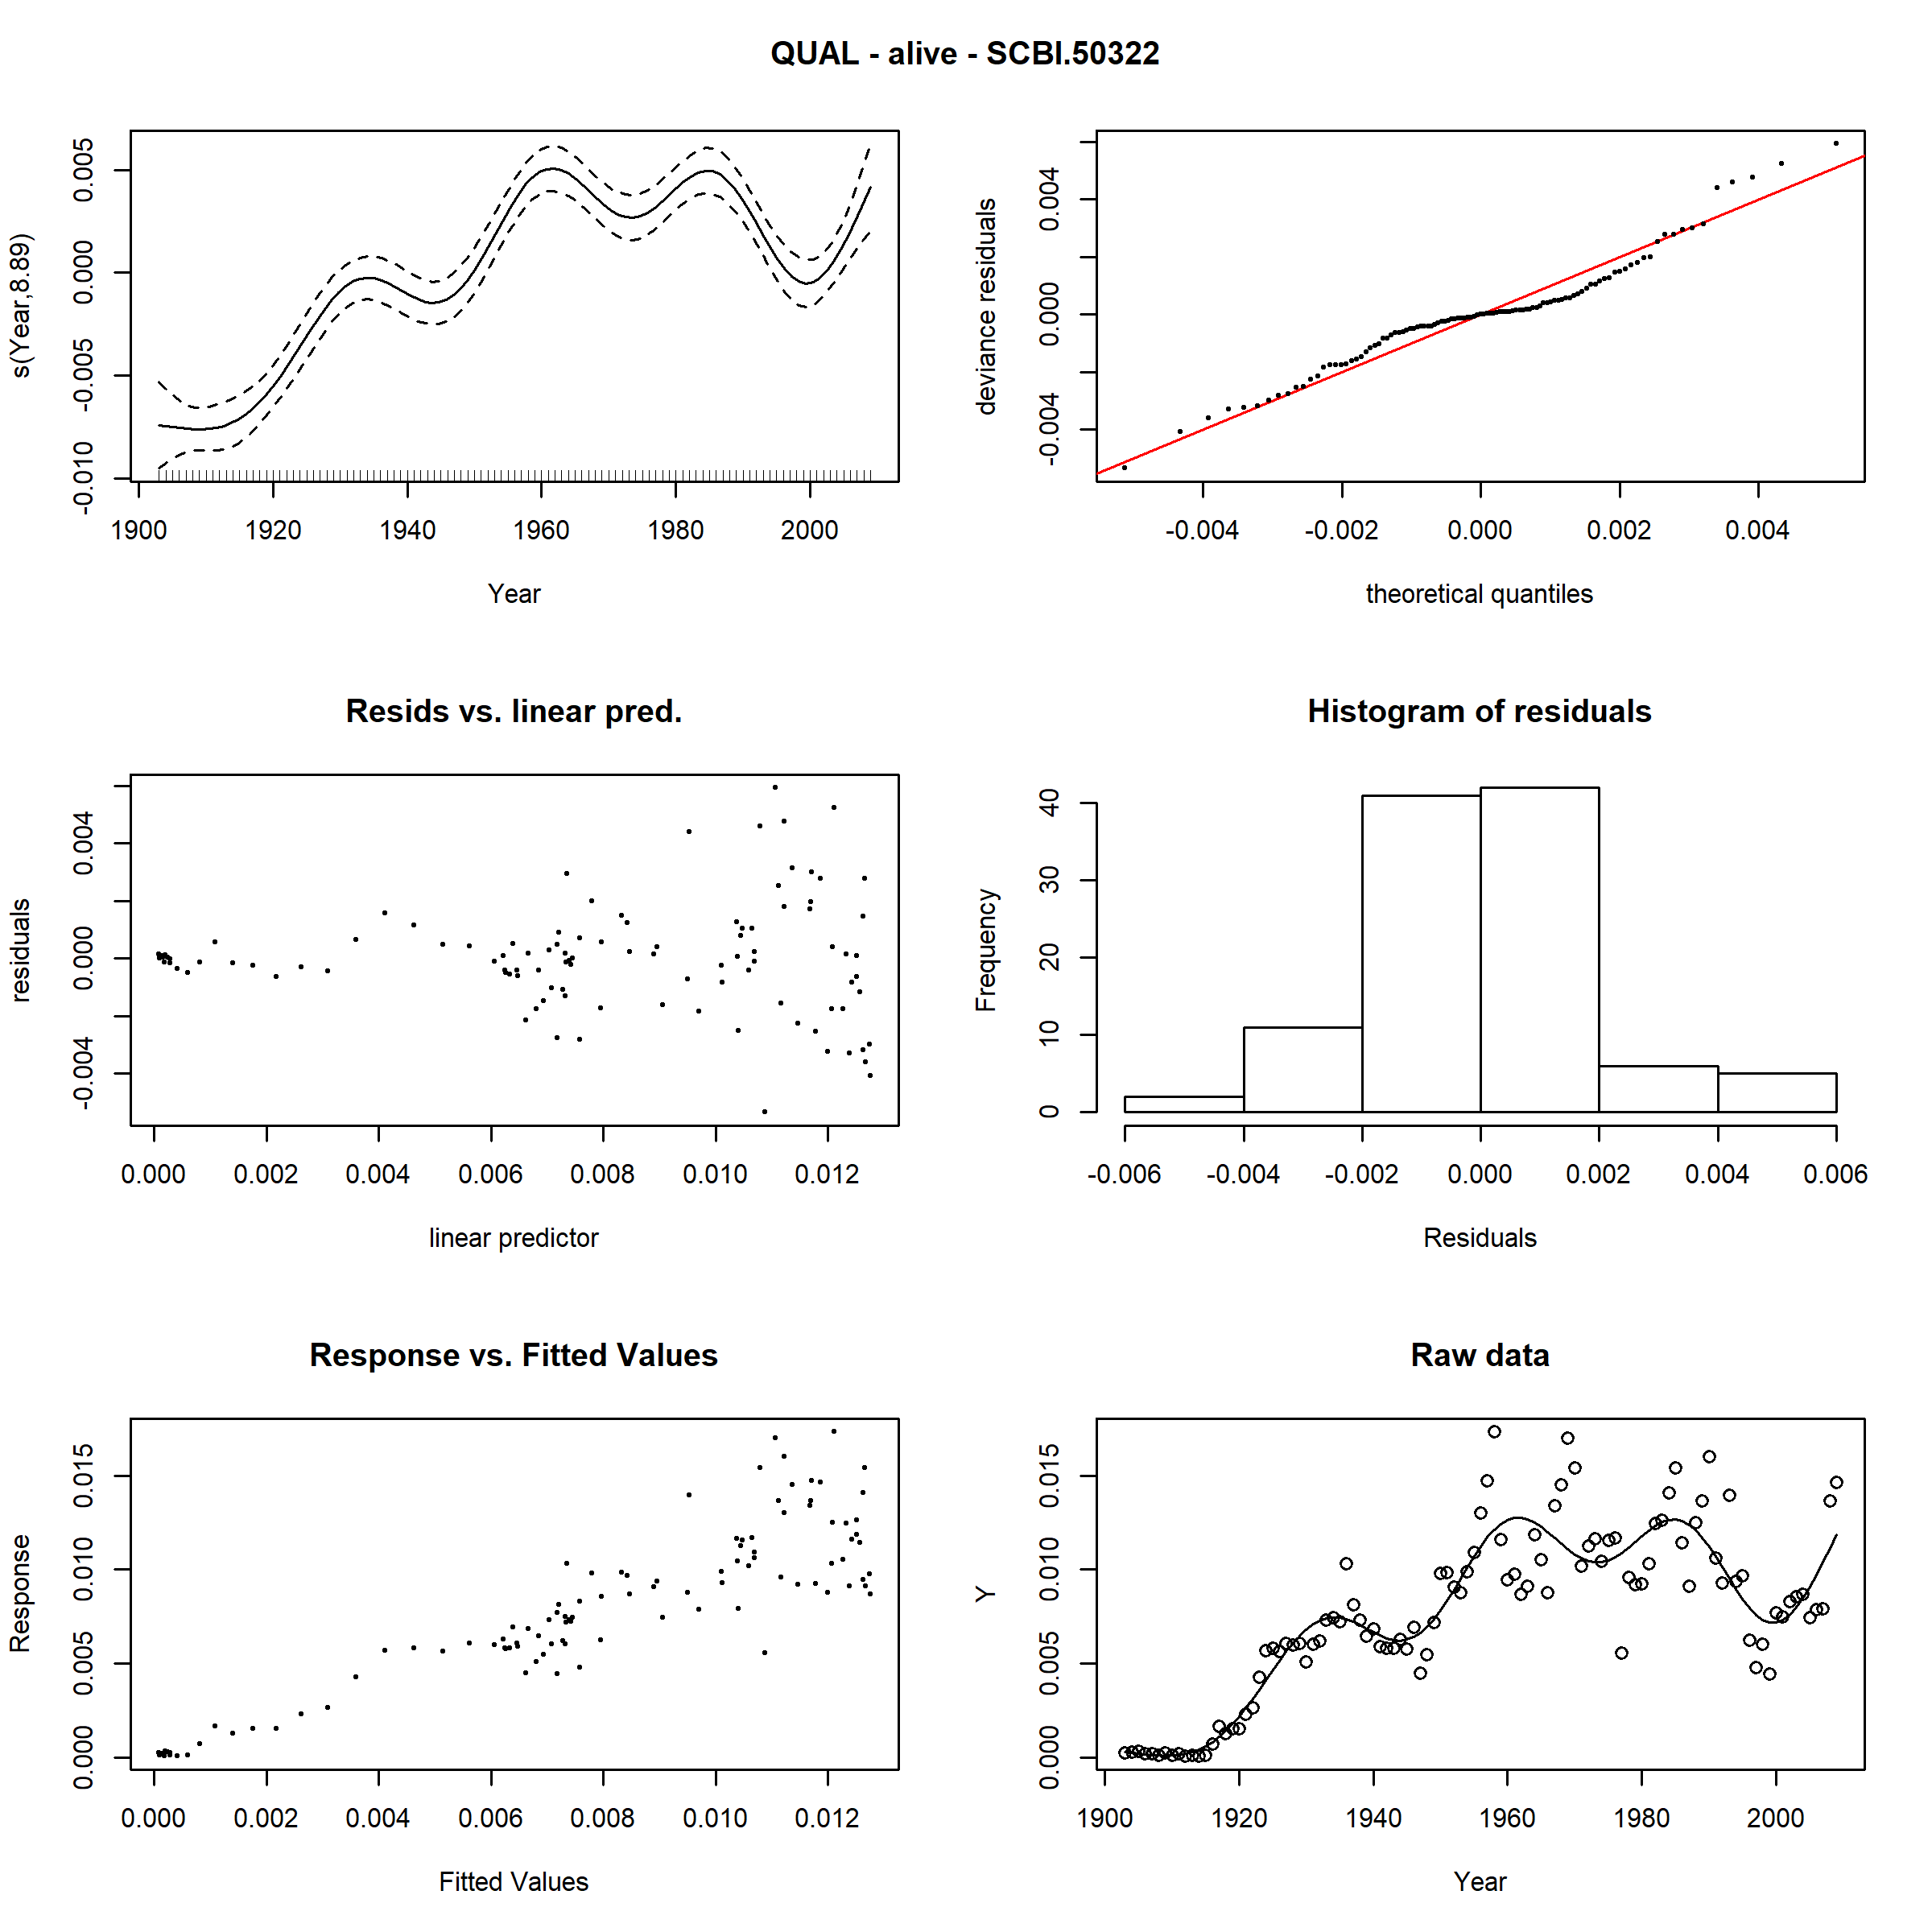 QUAL - alive - SCBI.50322
s(Year,8.89)
0.005
0.000
-0.005
-0.010
1900 1920 1940 1960 1980 2000
Year
deviance residuals
0.004
0.000
-0.004
-0.004 -0.002 0.000 0.002 0.004
theoretical quantiles
Resids vs. linear pred.
residuals
0.004
0.000
-0.004
0.000 0.002 0.004 0.006 0.008 0.010 0.012
linear predictor
Histogram of residuals
Frequency
40
30
20
10
0
-0.006 -0.004 -0.002 0.000 0.002 0.004 0.006
Residuals
Response vs. Fitted Values
Response
0.015
0.010
0.005
0.000
0.000 0.002 0.004 0.006 0.008 0.010 0.012
Fitted Values
Raw data
Y
0.015
0.010
0.005
0.000
1900 1920 1940 1960 1980 2000
Year